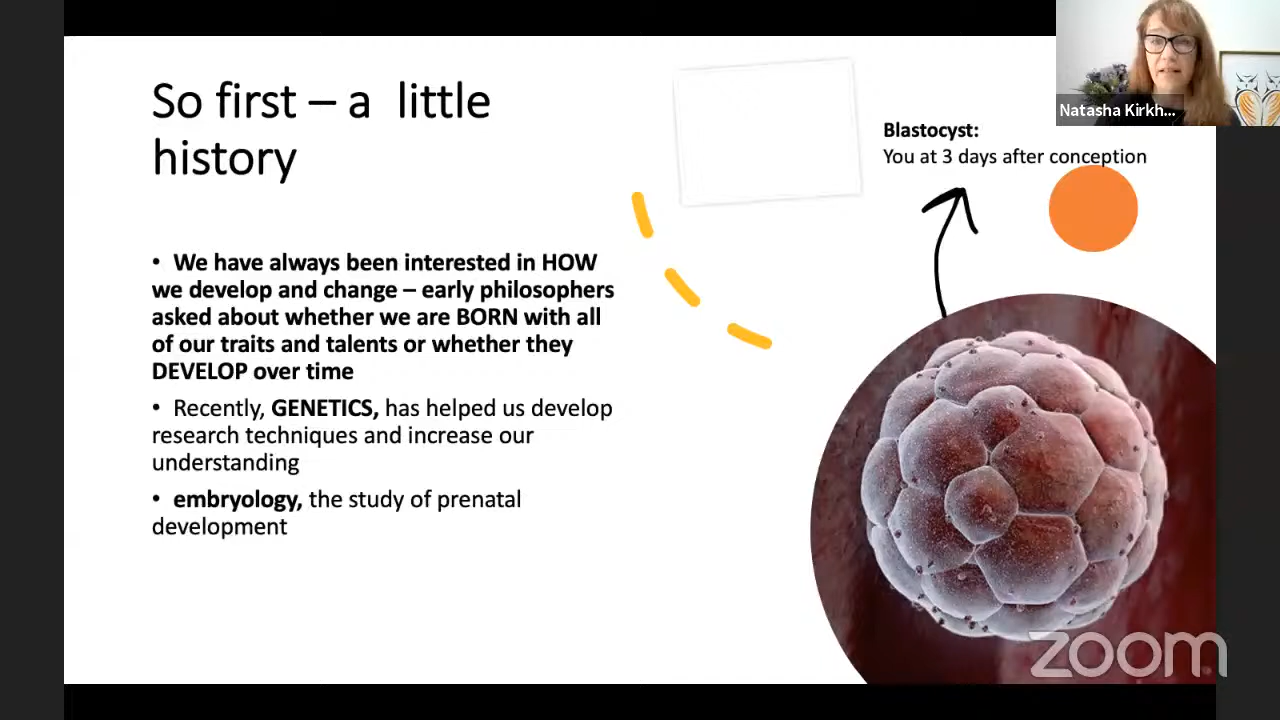 So first – a little
history
• We have always been interested in HOW
we develop and change – early philosophers
asked about whether we are BORN with all
of our traits and talents or whether they
DEVELOP over time
• Recently, GENETICS, has helped us develop
research techniques and increase our
understanding
• embryology, the study of prenatal
development
Blastocyst:
You at 3 days after conception
Natasha Kirkh...
zoom